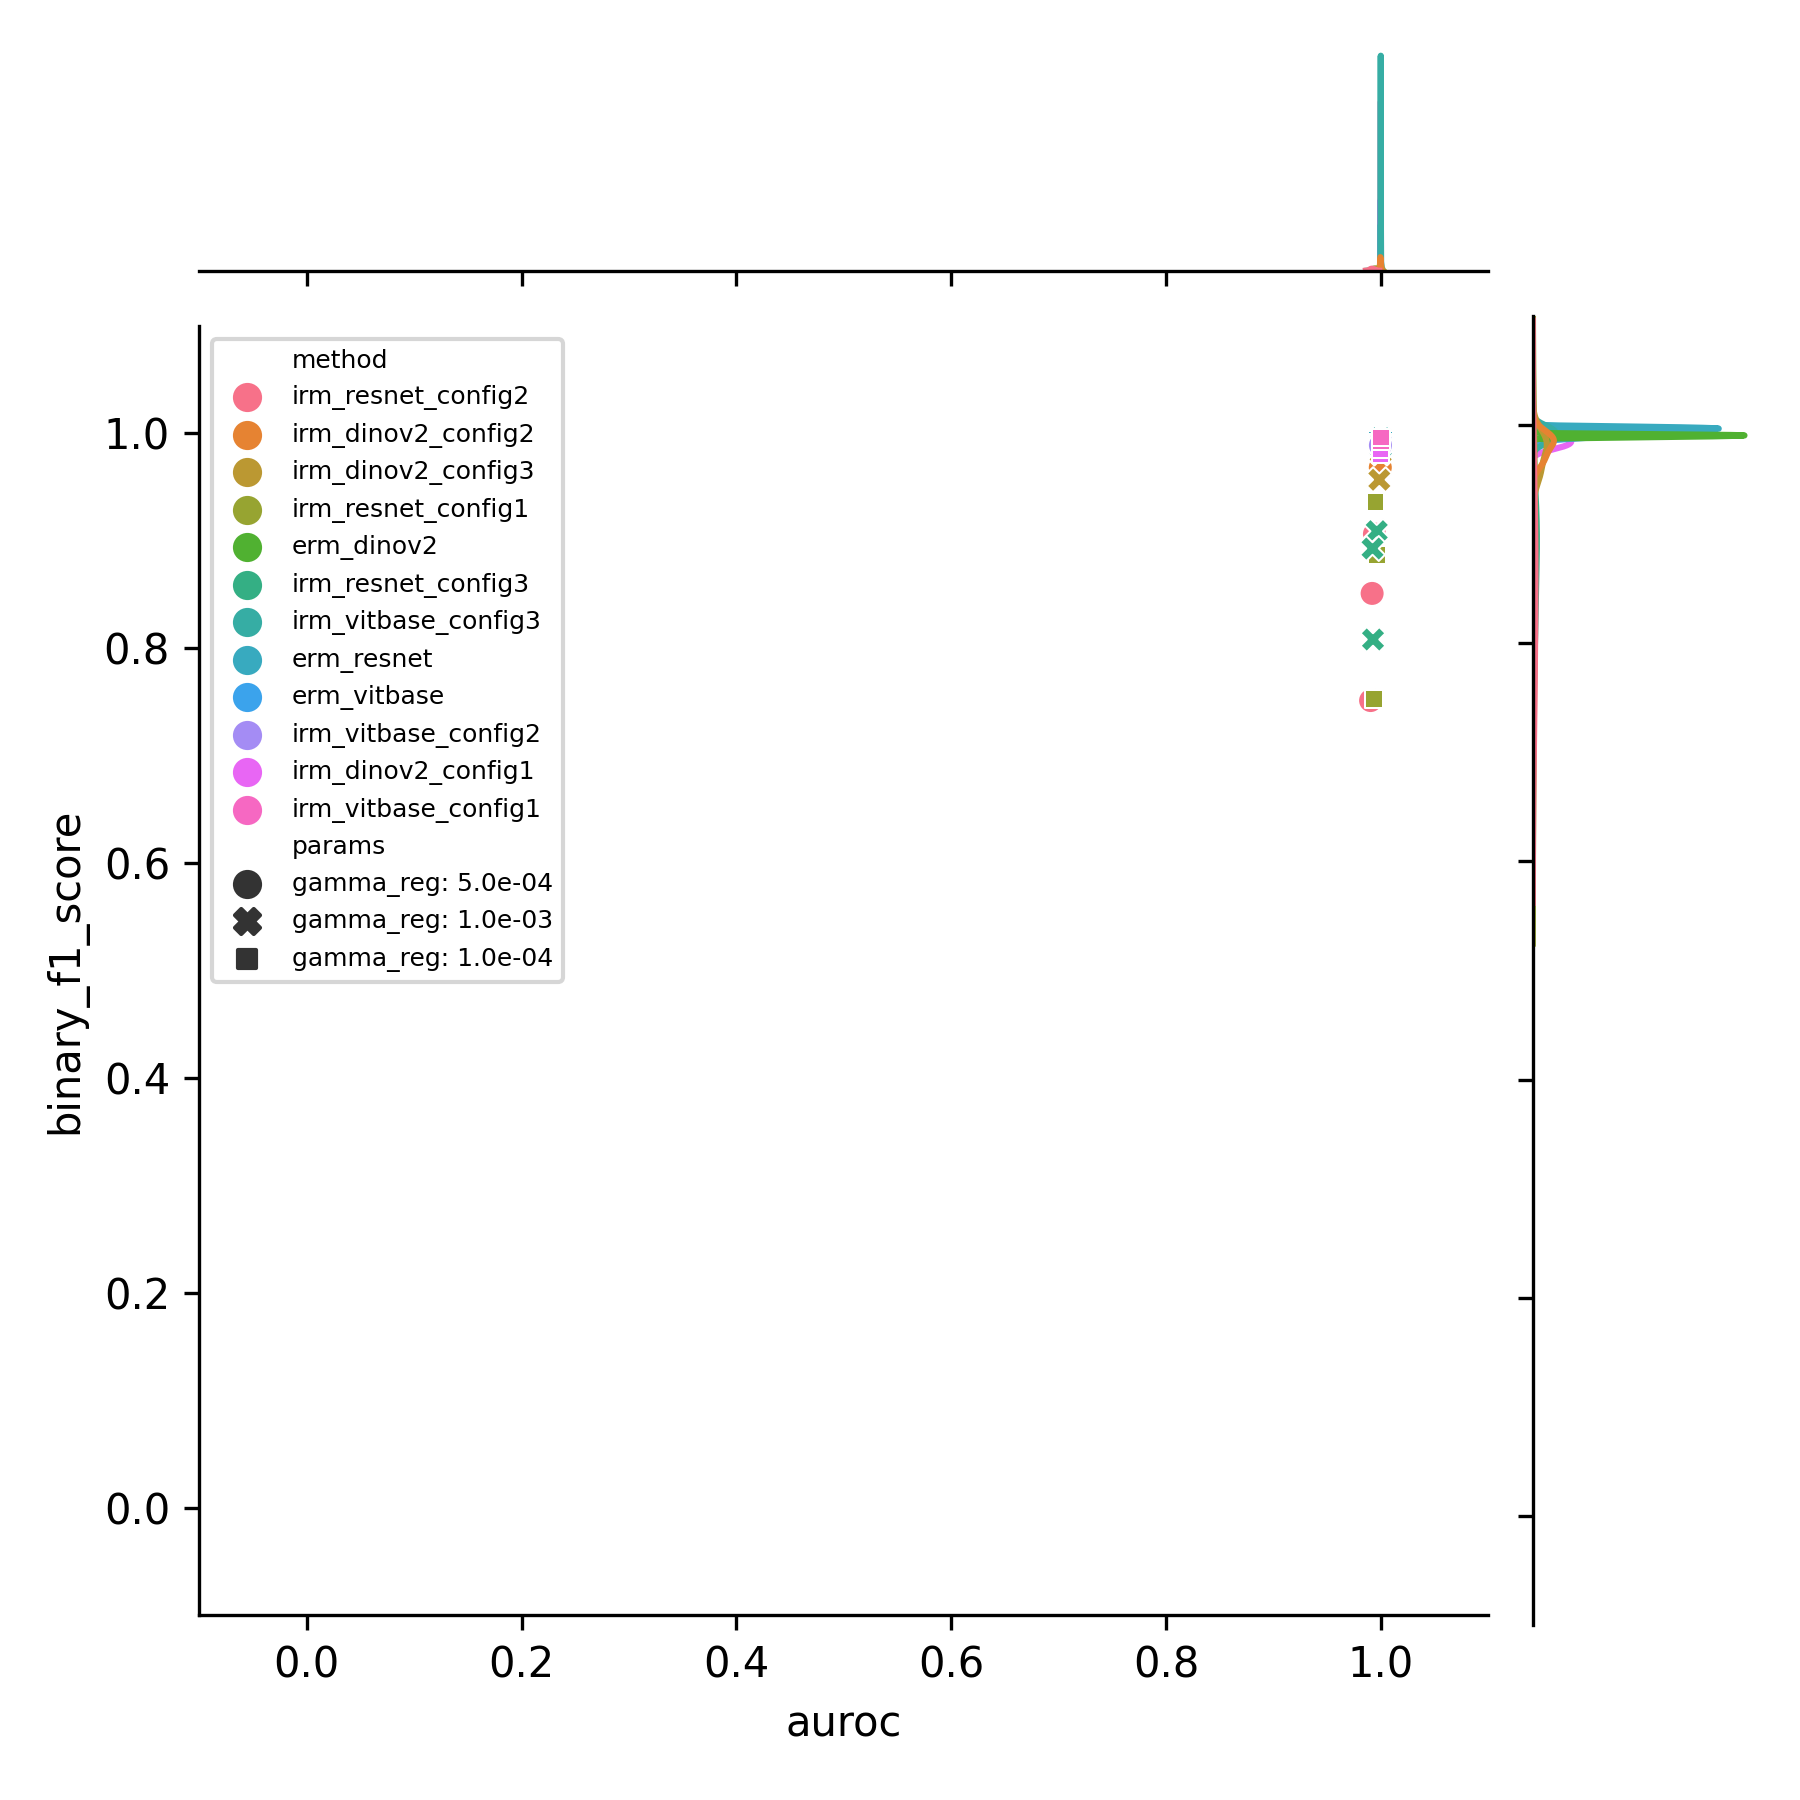 method
irm_resnet_config2
irm_dinov2_config2
irm_dinov2_config3
irm_resnet_config1
erm_dinov2
irm_resnet_config3
irm_vitbase_config3
erm_resnet
erm_vitbase
irm_vitbase_config2
irm_dinov2_config1
irm_vitbase_config1
params
gamma_reg: 5.0e-04
gamma_reg: 1.0e-03
gamma_reg: 1.0e-04
binary_f1_score
1.0
0.8
0.6
0.4
0.2
0.0
0.0 0.2 0.4 0.6 0.8 1.0
auroc